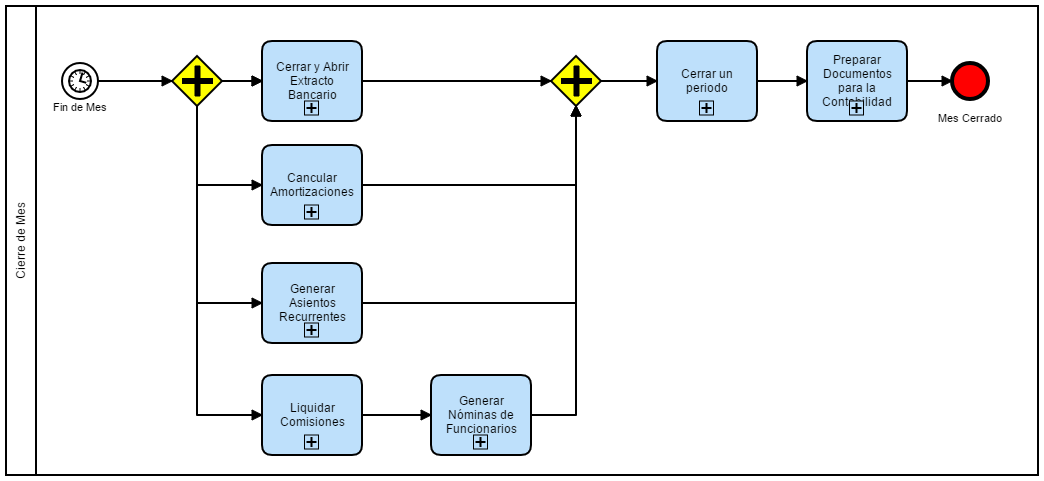 Cierre de Mes
Fin de Mes
Cerrar y Abrir
Extracto
Bancario
Cerrar un
periodo
Preparar
Documentos
para la
Contabilidad
Mes Cerrado
Cancular
Amortizaciones
Generar
Asientos
Recurrentes
Liquidar
Comisiones
Generar
Nóminas de
Funcionarios